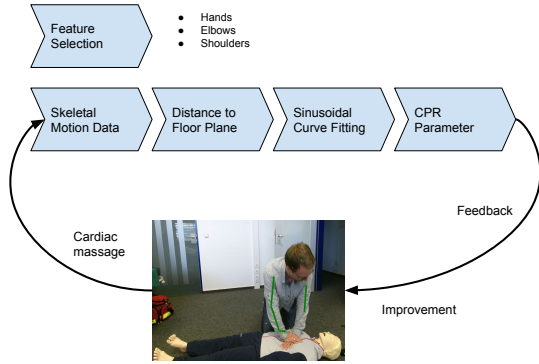 Feature
Selection
● Hands
● Elbows
● Shoulders
Skeletal
Motion Data
Distance to
Floor Plane
Sinusoidal
Curve Fitting
CPR
Parameter
Feedback
Cardiac
massage
Improvement